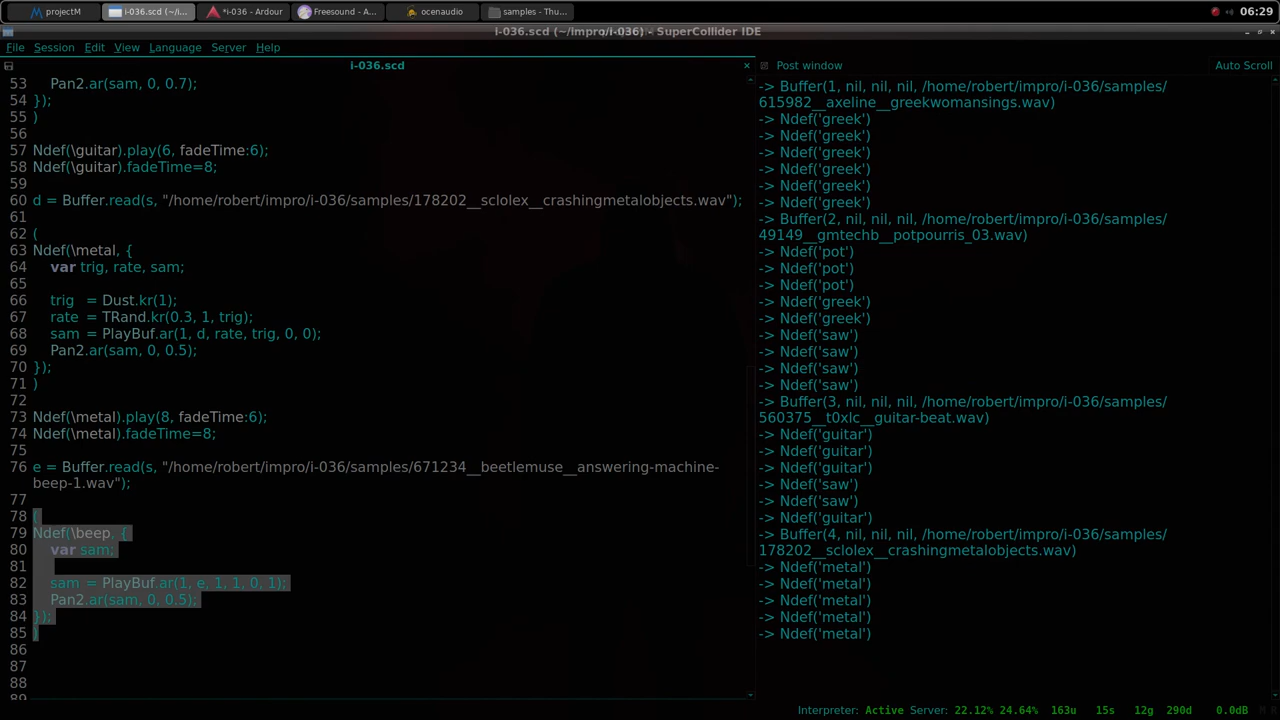 projectM
i-036.scd (~/i...
*i-036 - Ardour
Freesound - A...
ocenaudio
samples - Thu...
06:29
i-036.scd (~/impro/i-036) - SuperCollider IDE
File Session Edit View Language Server Help
i-036.scd
53 Pan2.ar(sam, 0, 0.7);
54 });
55 )
56
57 Ndef(\guitar).play(6, fadeTime:6);
58 Ndef(\guitar).fadeTime=8;
59
60 d = Buffer.read(s, "/home/robert/impro/i-036/samples/178202__sclolex__crashingmetalobjects.wav");
61
62 (
63 Ndef(\metal, {
64 var trig, rate, sam;
65
66 trig = Dust.kr(1);
67 rate = TRand.kr(0.3, 1, trig);
68 sam = PlayBuf.ar(1, d, rate, trig, 0, 0);
69 Pan2.ar(sam, 0, 0.5);
70 });
71 )
72
73 Ndef(\metal).play(8, fadeTime:6);
74 Ndef(\metal).fadeTime=8;
75
76 e = Buffer.read(s, "/home/robert/impro/i-036/samples/671234__beetlemuse__answering-machine-
beep-1.wav");
77
78 (
79 Ndef(\beep, {
80 var sam;
81
82 sam = PlayBuf.ar(1, e, 1, 1, 0, 1);
83 Pan2.ar(sam, 0, 0.5);
84 });
85 )
86
87
88
89
Post window
Auto Scroll
-> Buffer(1, nil, nil, nil, /home/robert/impro/i-036/samples/
615982__axeline__greekwomansings.wav)
-> Ndef('greek')
-> Ndef('greek')
-> Ndef('greek')
-> Ndef('greek')
-> Ndef('greek')
-> Ndef('greek')
-> Buffer(2, nil, nil, nil, /home/robert/impro/i-036/samples/
49149__gmtechb__potpourris_03.wav)
-> Ndef('pot')
-> Ndef('pot')
-> Ndef('pot')
-> Ndef('greek')
-> Ndef('greek')
-> Ndef('saw')
-> Ndef('saw')
-> Ndef('saw')
-> Ndef('saw')
-> Buffer(3, nil, nil, nil, /home/robert/impro/i-036/samples/
560375__t0xlc__guitar-beat.wav)
-> Ndef('guitar')
-> Ndef('guitar')
-> Ndef('guitar')
-> Ndef('saw')
-> Ndef('saw')
-> Ndef('guitar')
-> Buffer(4, nil, nil, nil, /home/robert/impro/i-036/samples/
178202__sclolex__crashingmetalobjects.wav)
-> Ndef('metal')
-> Ndef('metal')
-> Ndef('metal')
-> Ndef('metal')
-> Ndef('metal')
Interpreter: Active Server: 22.12% 24.64% 163u 15s 12g 290d 0.0dB